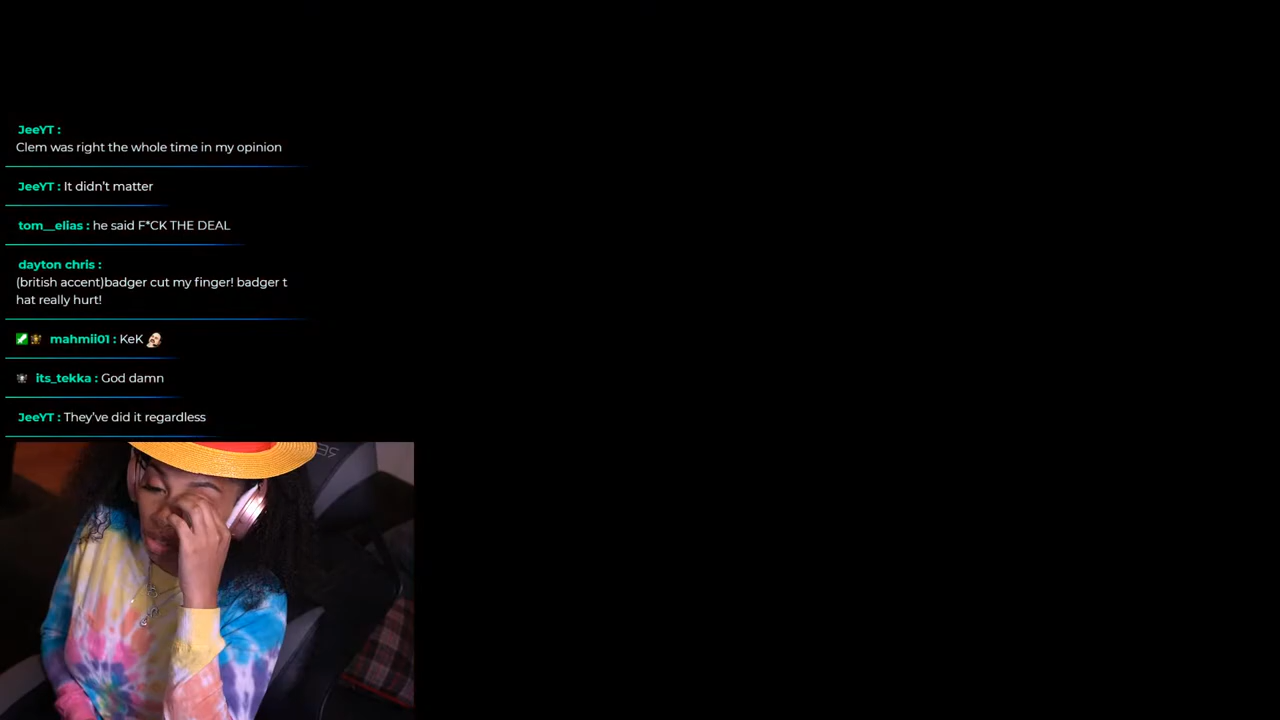 JeeYT :
Clem was right the whole time in my opinion
JeeYT : It didn't matter
tom__elias : he said F*CK THE DEAL
dayton chris :
(british accent)badger cut my finger! badger t
hat really hurt!
mahmii01 : KeK
its_tekka : God damn
JeeYT : They've did it regardless